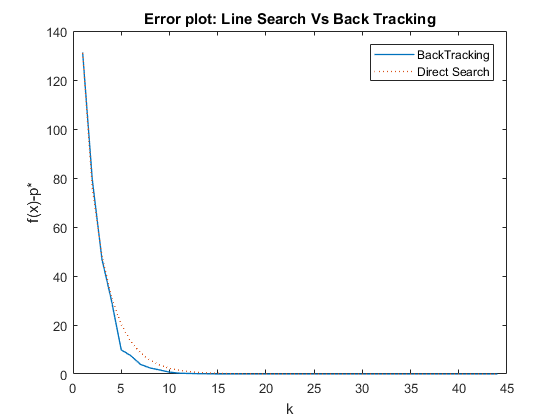 Error plot: Line Search Vs Back Tracking
BackTracking
Direct Search
f(x)-p*
140
120
100
80
60
40
20
0
0 5 10 15 20 25 30 35 40 45
k